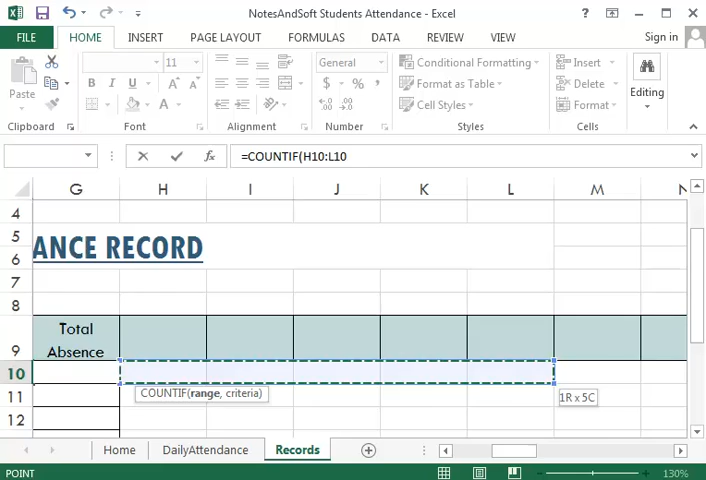 NotesAndSoft Students Attendance - Excel
FILE HOME INSERT PAGE LAYOUT FORMULAS DATA REVIEW VIEW Sign in
Paste
11
B I U
A A
General
$ % ,
Conditional Formatting
Format as Table
Cell Styles
Insert
Delete
Format
Editing
Clipboard Font Alignment Number Styles Cells
fx =COUNTIF(H10:L10
G H I J K L M N
4
5
6
ANCE RECORD
7
8
9 Total
Absence
10
COUNTIF(range, criteria)
1R x 5C
11
12
Home DailyAttendance Records
POINT 130%